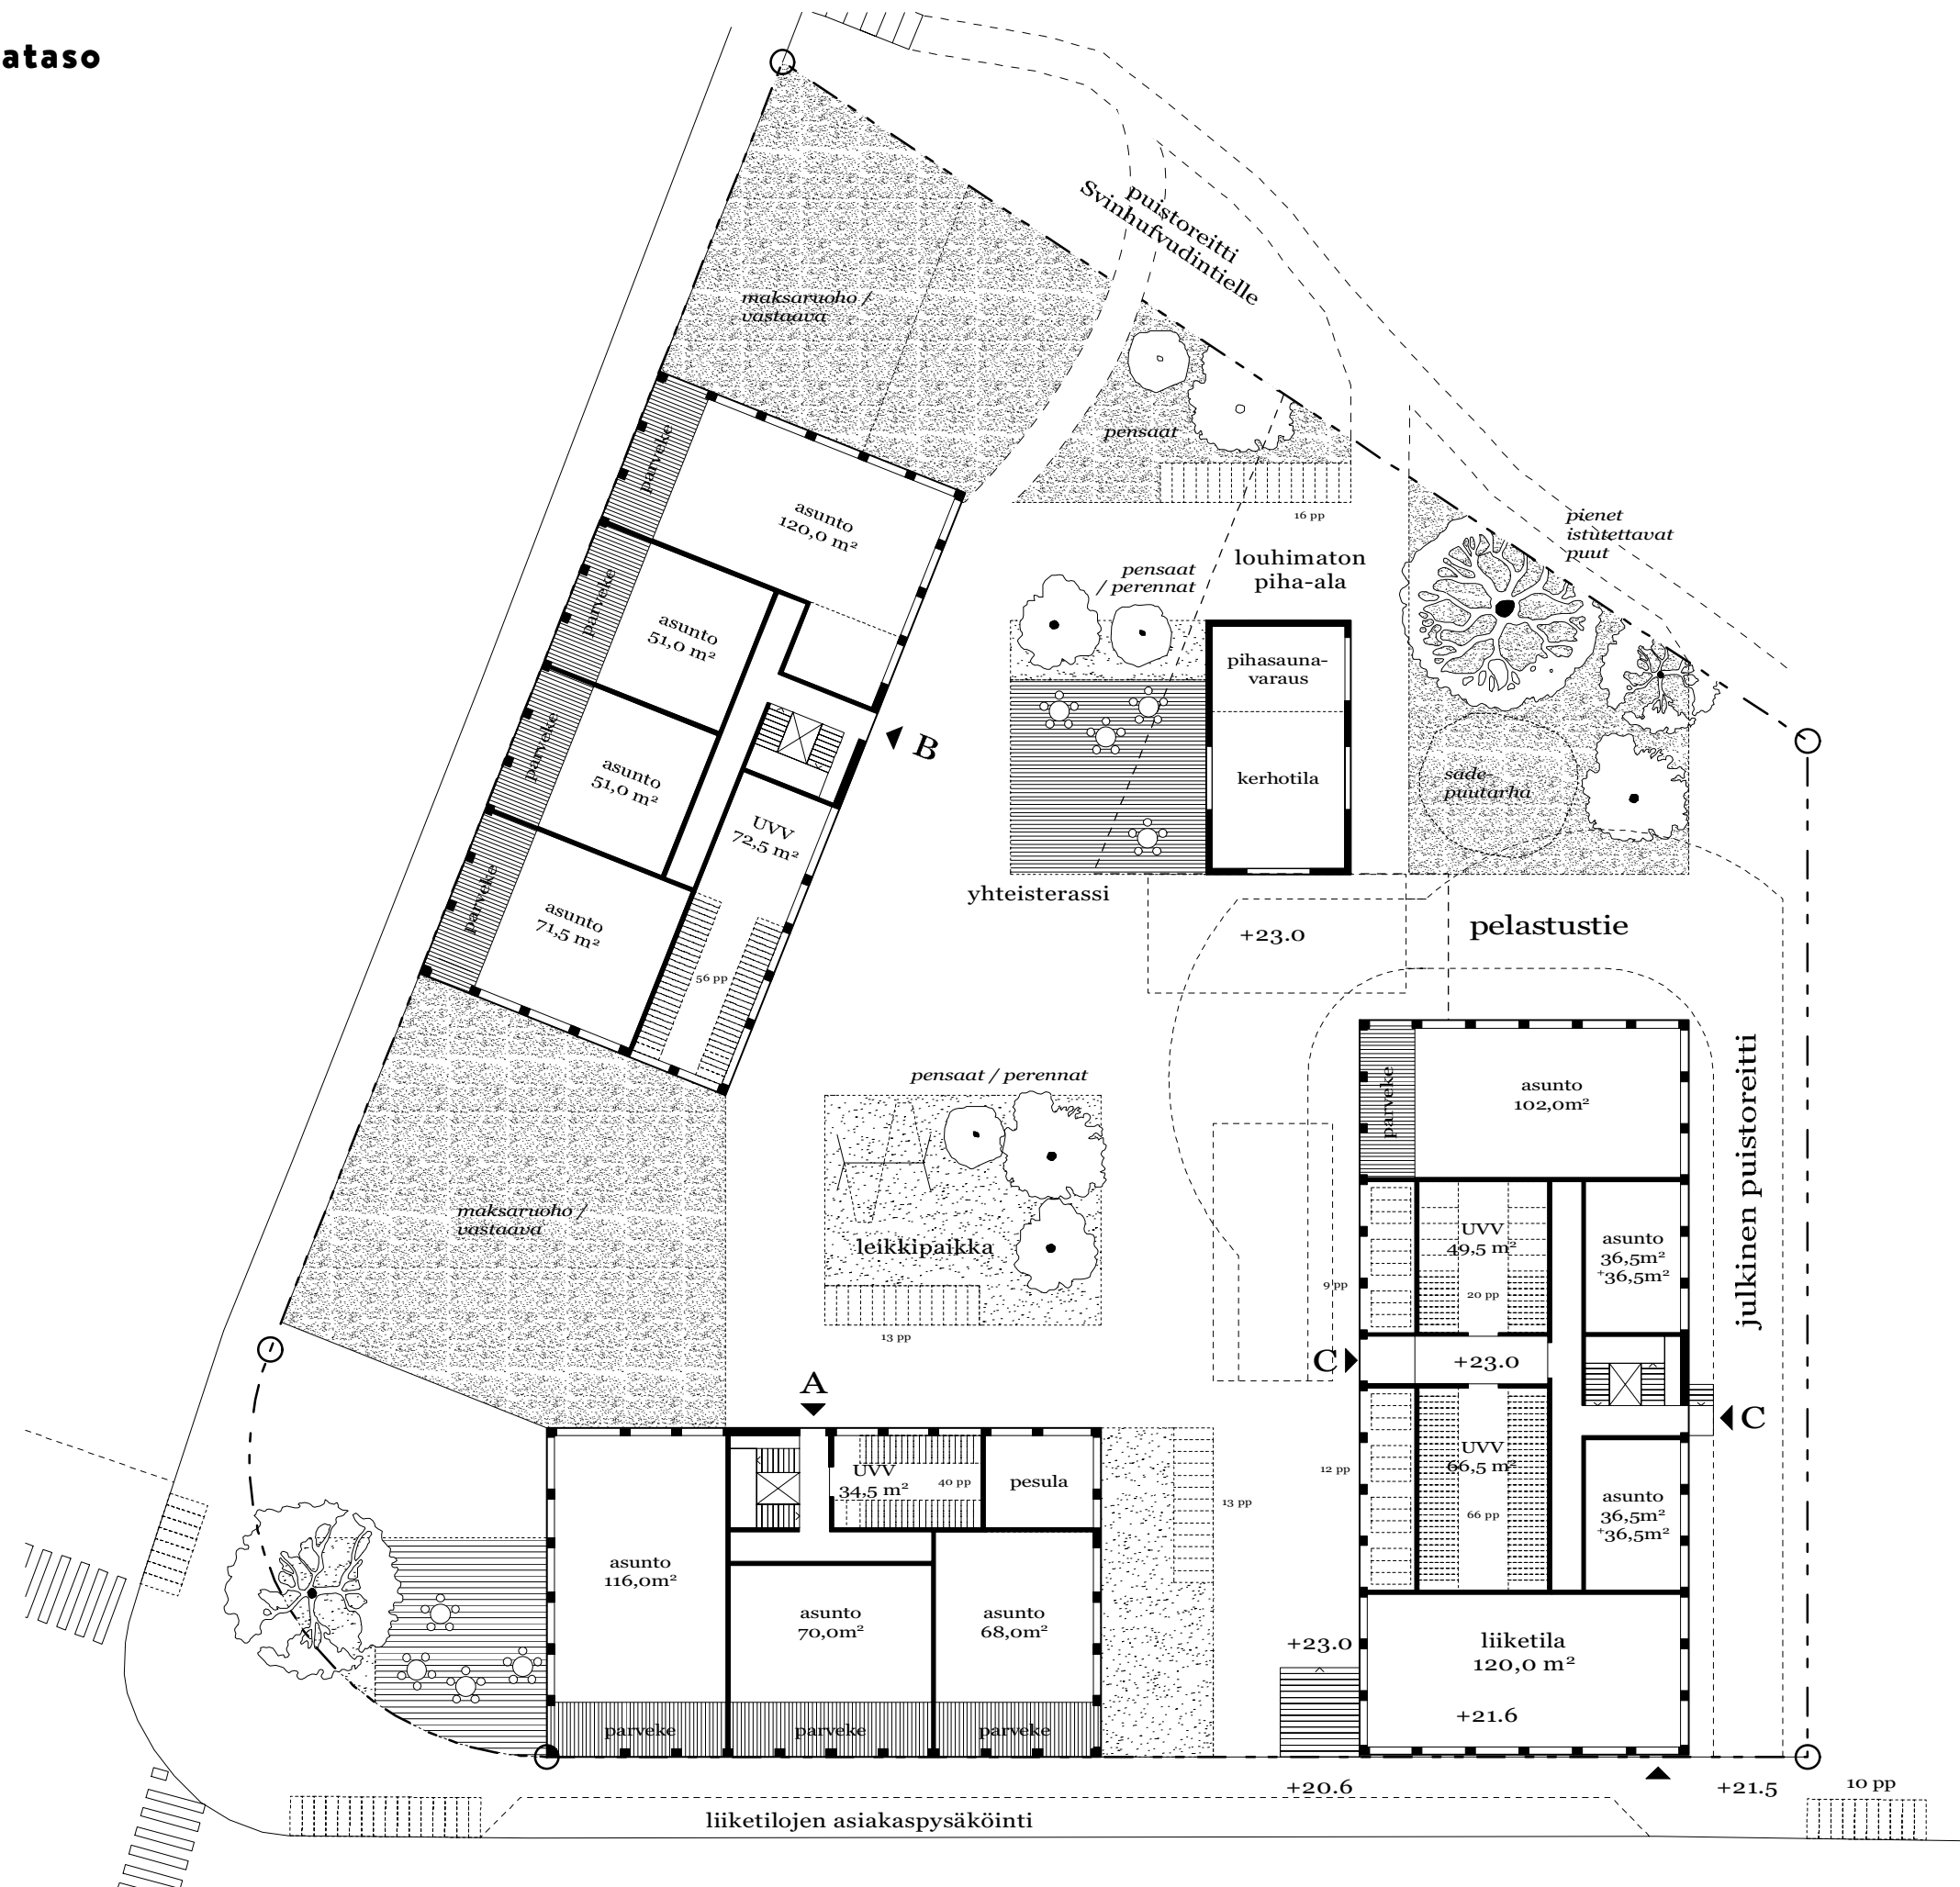 ataso
puistoreitti
Svinhufvudintielle
maksaruoho /
vastaava
pensaat
16 pp
parveke
asunto
120,0 m²
parveke
asunto
51,0 m²
parveke
asunto
51,0 m²
parveke
asunto
71,5 m²
UVV
72,5 m²
56 pp
B
pensaat
/ perennat
louhimaton
piha-ala
pienet
istutettavat
puut
pihasauna-
varaus
kerhotila
sade-
puutarha
yhteisterassi
+23.0
pelastustie
julkinen puistoreitti
pensaat / perennat
leikkipaikka
13 pp
maksaruoho /
vastaava
parveke
asunto
102,0m²
UVV
49,5 m²
20 pp
9 pp
asunto
36,5m²
+36,5m²
C
+23.0
C
UVV
66,5 m²
66 pp
12 pp
asunto
36,5m²
+36,5m²
A
UVV
34,5 m²
40 pp
pesula
13 pp
asunto
116,0m²
asunto
70,0m²
asunto
68,0m²
parveke
parveke
parveke
+23.0
liiketila
120,0 m²
+21.6
+20.6
+21.5
10 pp
liiketilojen asiakaspysäköinti